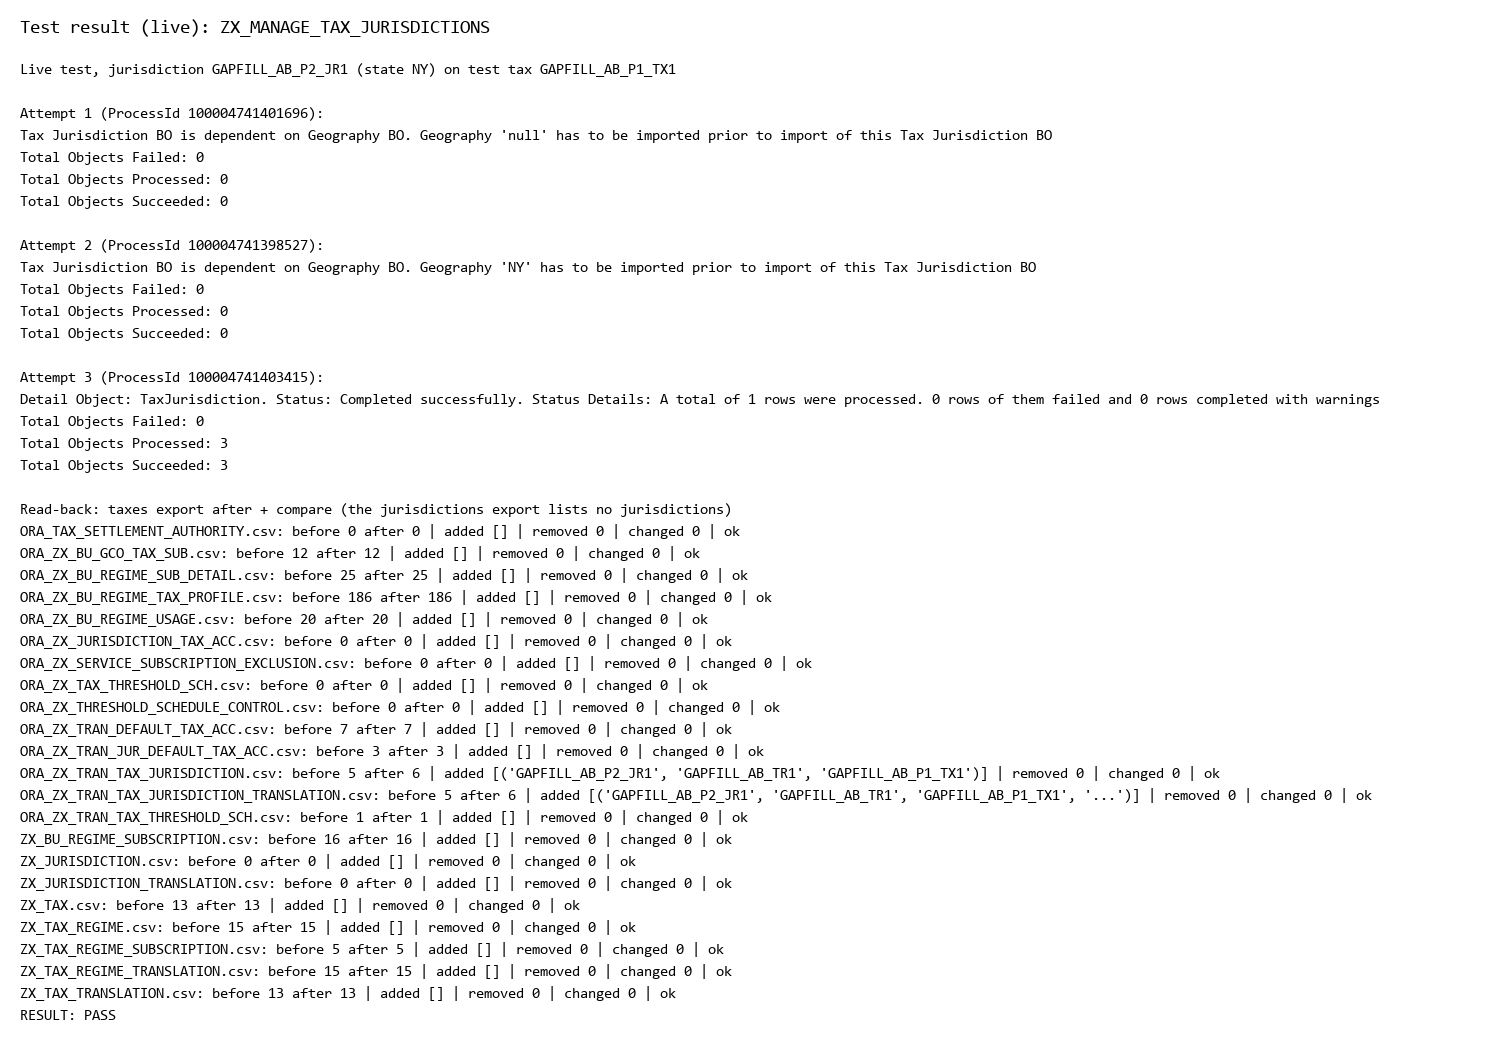 Test result (live): ZX_MANAGE_TAX_JURISDICTIONS
Live test, jurisdiction GAPFILL_AB_P2_JR1 (state NY) on test tax GAPFILL_AB_P1_TX1
Attempt 1 (ProcessId 100004741401696):
Tax Jurisdiction BO is dependent on Geography BO. Geography 'null' has to be imported prior to import of this Tax Jurisdiction BO
Total Objects Failed: 0
Total Objects Processed: 0
Total Objects Succeeded: 0
Attempt 2 (ProcessId 100004741398527):
Tax Jurisdiction BO is dependent on Geography BO. Geography 'NY' has to be imported prior to import of this Tax Jurisdiction BO
Total Objects Failed: 0
Total Objects Processed: 0
Total Objects Succeeded: 0
Attempt 3 (ProcessId 100004741403415):
Detail Object: TaxJurisdiction. Status: Completed successfully. Status Details: A total of 1 rows were processed. 0 rows of them failed and 0 rows completed with warnings
Total Objects Failed: 0
Total Objects Processed: 3
Total Objects Succeeded: 3
Read-back: taxes export after + compare (the jurisdictions export lists no jurisdictions)
ORA_TAX_SETTLEMENT_AUTHORITY.csv: before 0 after 0 | added [] | removed 0 | changed 0 | ok
ORA_ZX_BU_GCO_TAX_SUB.csv: before 12 after 12 | added [] | removed 0 | changed 0 | ok
ORA_ZX_BU_REGIME_SUB_DETAIL.csv: before 25 after 25 | added [] | removed 0 | changed 0 | ok
ORA_ZX_BU_REGIME_TAX_PROFILE.csv: before 186 after 186 | added [] | removed 0 | changed 0 | ok
ORA_ZX_BU_REGIME_USAGE.csv: before 20 after 20 | added [] | removed 0 | changed 0 | ok
ORA_ZX_JURISDICTION_TAX_ACC.csv: before 0 after 0 | added [] | removed 0 | changed 0 | ok
ORA_ZX_SERVICE_SUBSCRIPTION_EXCLUSION.csv: before 0 after 0 | added [] | removed 0 | changed 0 | ok
ORA_ZX_TAX_THRESHOLD_SCH.csv: before 0 after 0 | added [] | removed 0 | changed 0 | ok
ORA_ZX_THRESHOLD_SCHEDULE_CONTROL.csv: before 0 after 0 | added [] | removed 0 | changed 0 | ok
ORA_ZX_TRAN_DEFAULT_TAX_ACC.csv: before 7 after 7 | added [] | removed 0 | changed 0 | ok
ORA_ZX_TRAN_JUR_DEFAULT_TAX_ACC.csv: before 3 after 3 | added [] | removed 0 | changed 0 | ok
ORA_ZX_TRAN_TAX_JURISDICTION.csv: before 5 after 6 | added [('GAPFILL_AB_P2_JR1', 'GAPFILL_AB_TR1', 'GAPFILL_AB_P1_TX1')] | removed 0 | changed 0 | ok
ORA_ZX_TRAN_TAX_JURISDICTION_TRANSLATION.csv: before 5 after 6 | added [('GAPFILL_AB_P2_JR1', 'GAPFILL_AB_TR1', 'GAPFILL_AB_P1_TX1', '...')] | removed 0 | changed 0 | ok
ORA_ZX_TRAN_TAX_THRESHOLD_SCH.csv: before 1 after 1 | added [] | removed 0 | changed 0 | ok
ZX_BU_REGIME_SUBSCRIPTION.csv: before 16 after 16 | added [] | removed 0 | changed 0 | ok
ZX_JURISDICTION.csv: before 0 after 0 | added [] | removed 0 | changed 0 | ok
ZX_JURISDICTION_TRANSLATION.csv: before 0 after 0 | added [] | removed 0 | changed 0 | ok
ZX_TAX.csv: before 13 after 13 | added [] | removed 0 | changed 0 | ok
ZX_TAX_REGIME.csv: before 15 after 15 | added [] | removed 0 | changed 0 | ok
ZX_TAX_REGIME_SUBSCRIPTION.csv: before 5 after 5 | added [] | removed 0 | changed 0 | ok
ZX_TAX_REGIME_TRANSLATION.csv: before 15 after 15 | added [] | removed 0 | changed 0 | ok
ZX_TAX_TRANSLATION.csv: before 13 after 13 | added [] | removed 0 | changed 0 | ok
RESULT: PASS